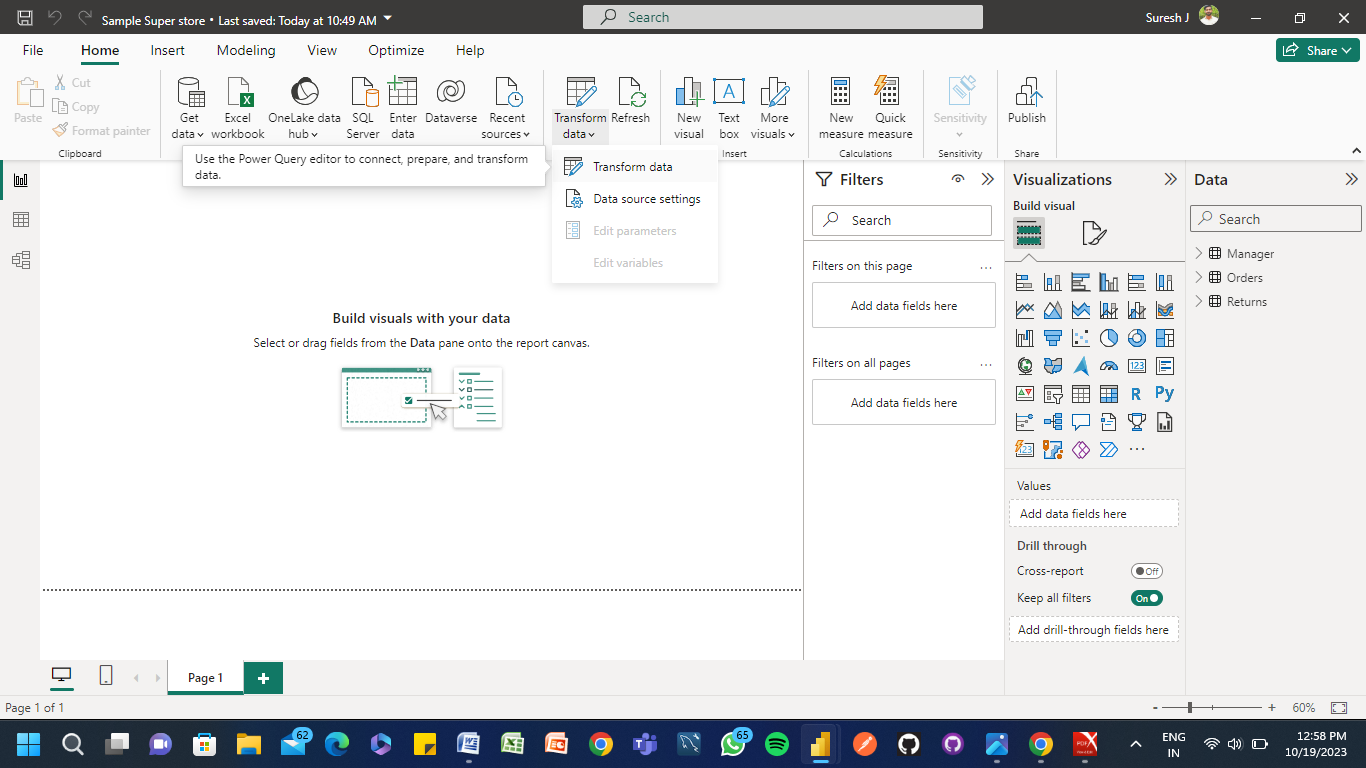 Sample Super store • Last saved: Today at 10:49 AM
Search
Suresh J
File
Home
Insert
Modeling
View
Optimize
Help
Share
Paste
Cut
Copy
Format painter
Clipboard
Get data
Excel workbook
OneLake data hub
SQL Server
Enter data
Dataverse
Recent sources
Transform data
Refresh
New visual
Text box
More visuals
Insert
New measure
Quick measure
Calculations
Sensitivity
Sensitivity
Publish
Share
Use the Power Query editor to connect, prepare, and transform
data.
Transform data
Data source settings
Edit parameters
Edit variables
Build visuals with your data
Select or drag fields from the Data pane onto the report canvas.
Filters
Search
Filters on this page
...
Add data fields here
Filters on all pages
...
Add data fields here
Visualizations
Build visual
123
R
Py
123
...
Values
Add data fields here
Drill through
Cross-report
Off
Keep all filters
On
Add drill-through fields here
Data
Search
Manager
Orders
Returns
Page 1
Page 1 of 1
- + 60%
62
65
PDF
ENG
IN
12:58 PM
10/19/2023